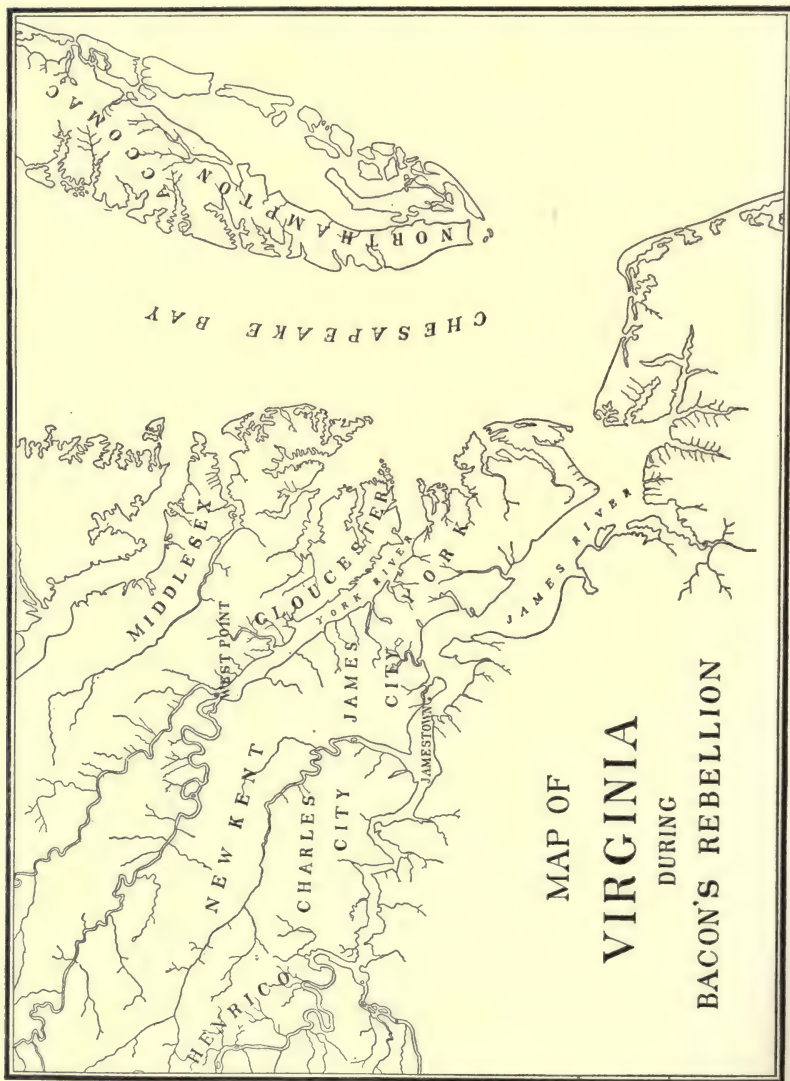 MAP OF
VIRGINIA
DURING
BACON'S REBELLION
ACCOMAC
NORTHAMPTON
CHESAPEAKE BAY
MIDDLESEX
GLOUCESTER
YORK RIVER
YORK
WEST POINT
JAMES
CITY
JAMES RIVER
JAMESTOWN
NEW KENT
CHARLES
CITY
HENRICO